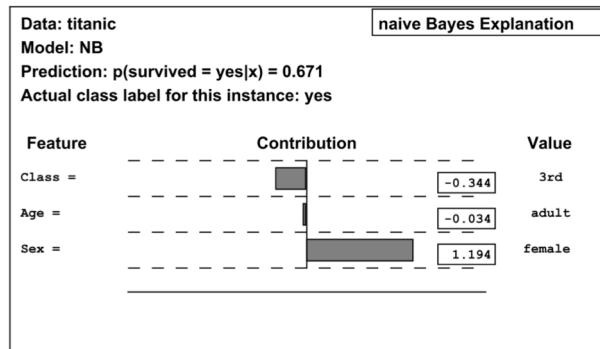 Data: titanic
naive Bayes Explanation
Model: NB
Prediction: p(survived = yes|x) = 0.671
Actual class label for this instance: yes
Feature Contribution Value
Class = -0.344 3rd
Age = -0.034 adult
Sex = 1.194 female